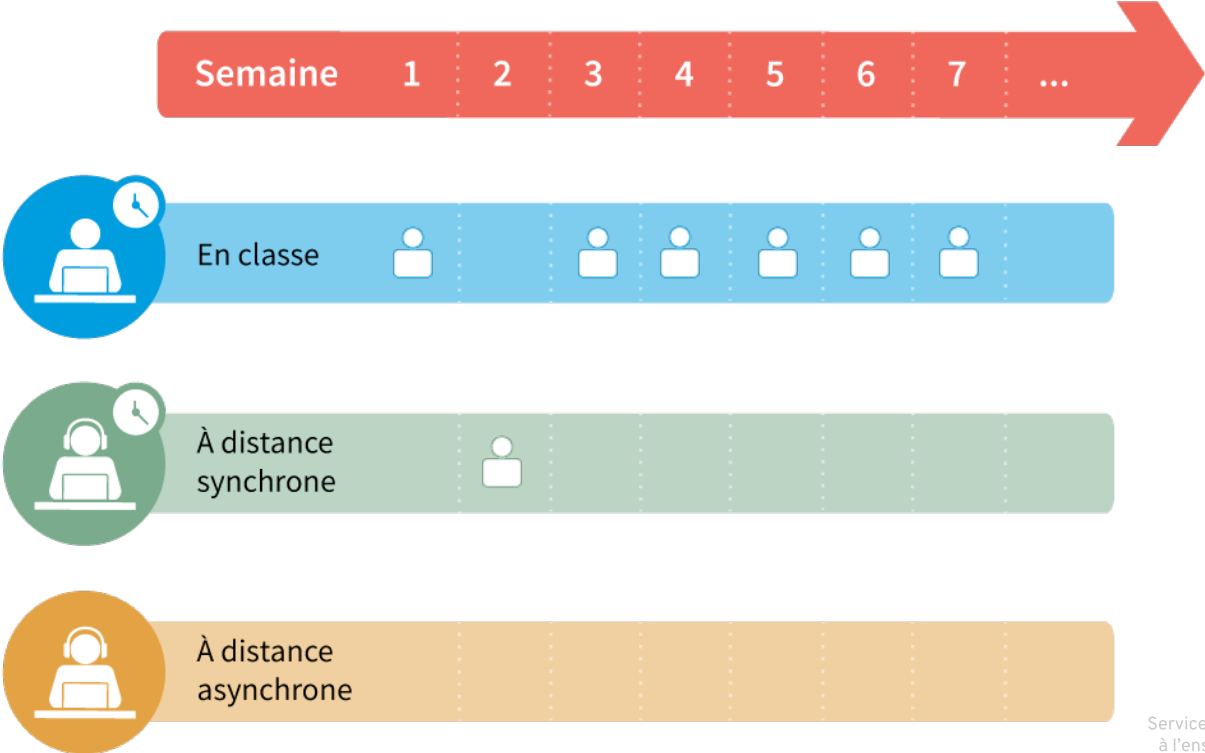 Semaine 1 2 3 4 5 6 7 ...
En classe
À distance
synchrone
À distance
asynchrone
Service
à l'ens